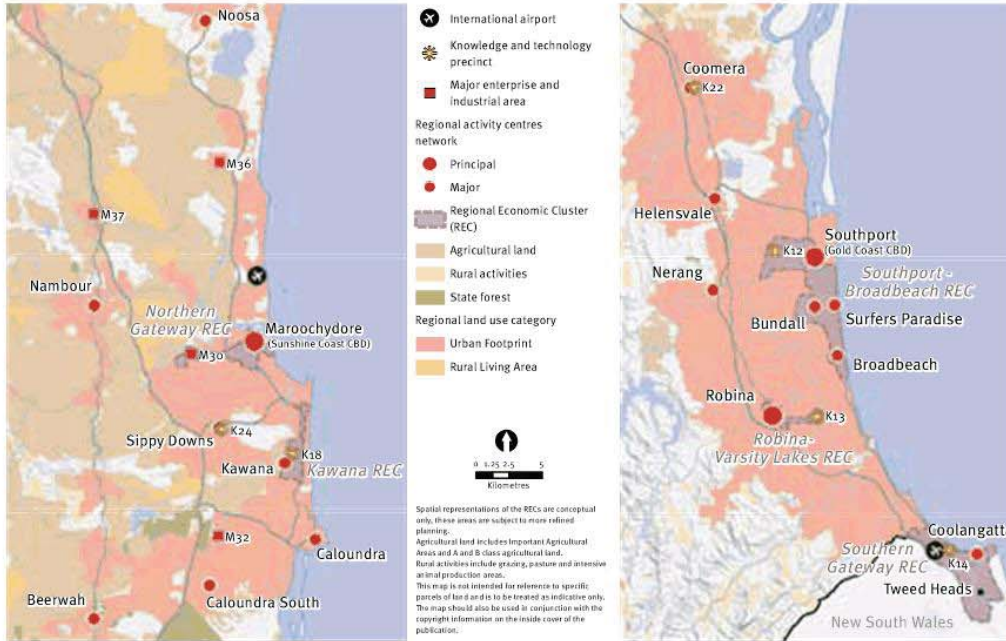 Noosa
M36
M37
Nambour
Northern
Gateway REC
Maroochydore
(Sunshine Coast CBD)
M30
K24
Sippy Downs
K18
Kawana
Kawana REC
M32
Caloundra
Caloundra South
Beerwah
International airport
Knowledge and technology
precinct
Major enterprise and
industrial area
Regional activity centres
network
Principal
Major
Regional Economic Cluster
(REC)
Agricultural land
Rural activities
State forest
Regional land use category
Urban Footprint
Rural Living Area
0 1.25 2.5 5
Kilometres
Spatial representations of the RECs are conceptual
only, these areas are subject to more refined
planning.
Agricultural land includes Important Agricultural
Areas and A and B class agricultural land.
Rural activities include grazing, pasture and intensive
animal production areas.
This map is not intended for reference to specific
parcels of land and is to be treated as indicative only.
The map should also be used in conjunction with the
copyright information on the inside cover of the
publication.
Coomera
K22
Helensvale
Southport
(Gold Coast CBD)
K12
Nerang
Southport -
Broadbeach REC
Bundall
Surfers Paradise
Broadbeach
Robina
K13
Robina-
Varsity Lakes REC
Coolangatt
Southern
Gateway REC
K14
Tweed Heads
New South Wales